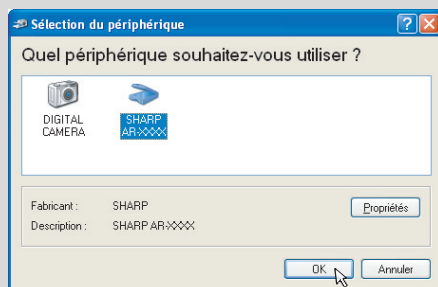 Sélection du périphérique
Quel périphérique souhaitez-vous utiliser ?
DIGITAL
CAMERA
SHARP
AR-XXXX
Fabricant : SHARP
Propriétés
Description : SHARP AR-XXXX
OK Annuler